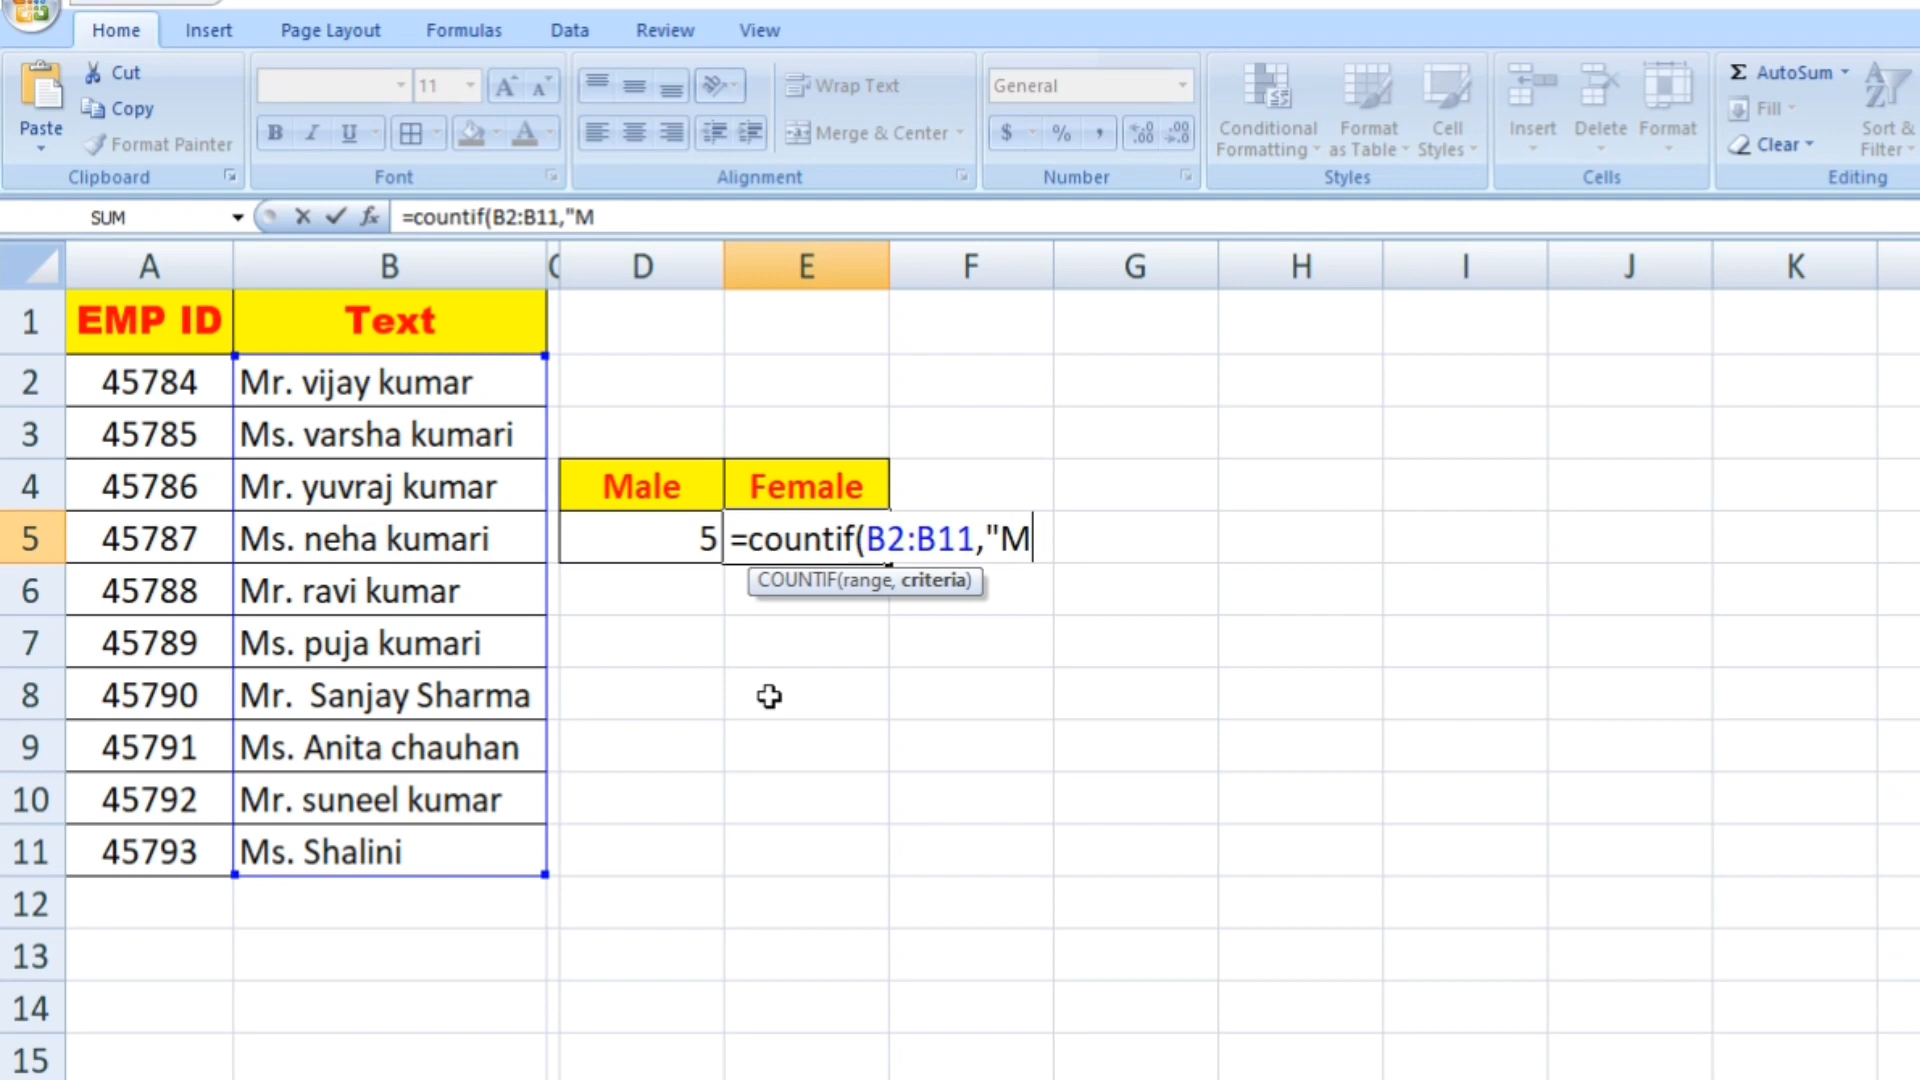 Home Insert Page Layout Formulas Data Review View
Paste
Cut
Copy
Format Painter
Clipboard
11
B I U
A
Font
Wrap Text
Merge & Center
Alignment
General
$ % ,
Number
Conditional Formatting
Format as Table
Cell Styles
Styles
Insert Delete Format
Cells
Σ AutoSum
Fill
Clear
Sort & Filter
Editing
SUM fx =countif(B2:B11,"M
A B C D E F G H I J K
1 EMP ID Text
2 45784 Mr. vijay kumar
3 45785 Ms. varsha kumari
4 45786 Mr. yuvraj kumar Male Female
5 45787 Ms. neha kumari 5 =countif(B2:B11,"M
COUNTIF(range, criteria)
6 45788 Mr. ravi kumar
7 45789 Ms. puja kumari
8 45790 Mr.  Sanjay Sharma
9 45791 Ms. Anita chauhan
10 45792 Mr. suneel kumar
11 45793 Ms. Shalini
12
13
14
15